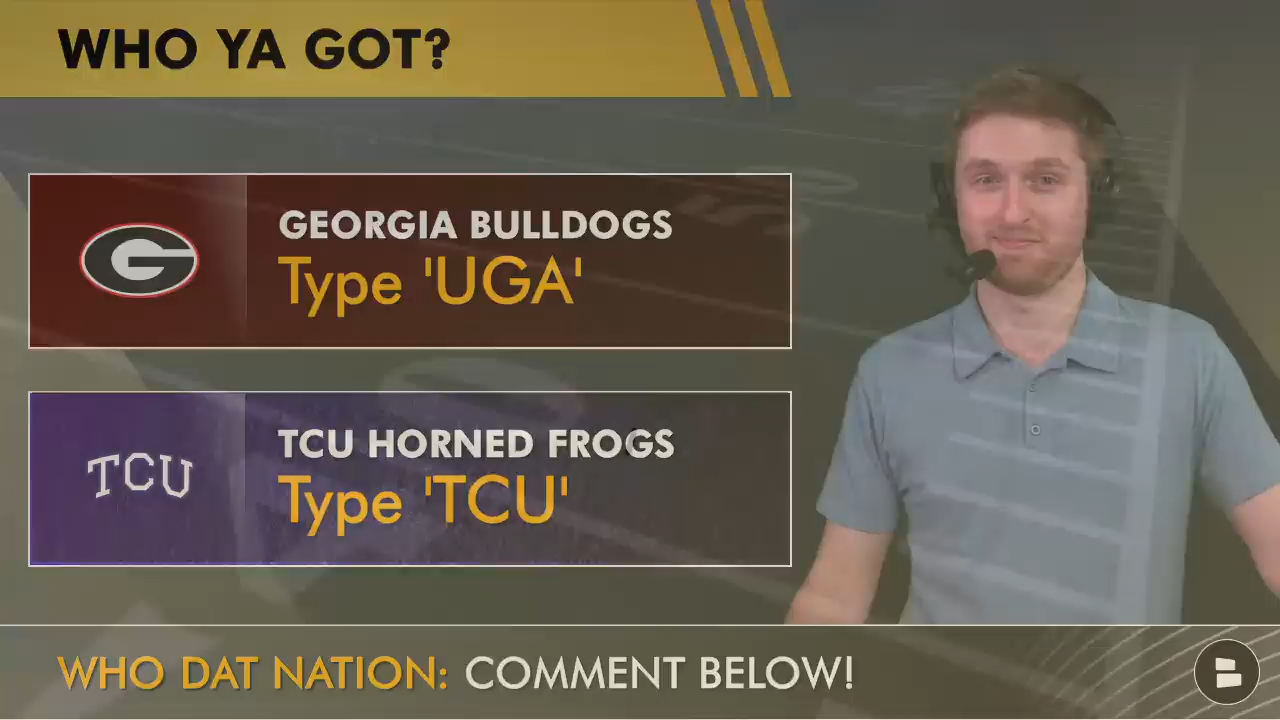 WHO YA GOT?
G
GEORGIA BULLDOGS
Type 'UGA'
TCU
TCU HORNED FROGS
Type 'TCU'
WHO DAT NATION: COMMENT BELOW!